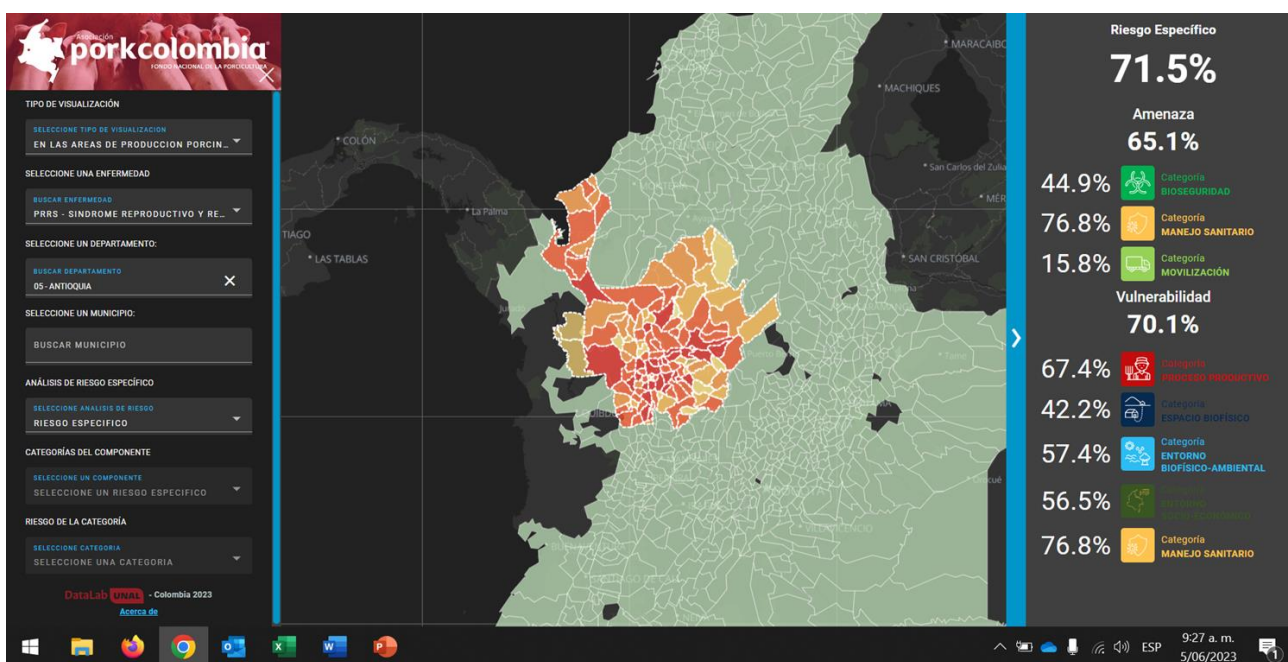 Asociación
porkcolombia
FONDO NACIONAL DE LA PORCICULTURA
TIPO DE VISUALIZACIÓN
SELECCIONE TIPO DE VISUALIZACION
EN LAS AREAS DE PRODUCCION PORCIN...
SELECCIONE UNA ENFERMEDAD
BUSCAR ENFERMEDAD
PRRS - SINDROME REPRODUCTIVO Y RE...
SELECCIONE UN DEPARTAMENTO:
BUSCAR DEPARTAMENTO
05 - ANTIOQUIA
SELECCIONE UN MUNICIPIO:
BUSCAR MUNICIPIO
ANÁLISIS DE RIESGO ESPECÍFICO
SELECCIONE ANALISIS DE RIESGO
RIESGO ESPECIFICO
CATEGORÍAS DEL COMPONENTE
SELECCIONE UN COMPONENTE
SELECCIONE UN RIESGO ESPECIFICO
RIESGO DE LA CATEGORÍA
SELECCIONE CATEGORIA
SELECCIONE UNA CATEGORIA
DataLab UNAL - Colombia 2023
Acerca de
MARACAIBO
MACHIQUES
COLÓN
San Carlos del Zulia
La Palma
TIAGO
LAS TABLAS
SAN CRISTÓBAL
Tame
Riesgo Específico
71.5%
Amenaza
65.1%
44.9% Categoría
BIOSEGURIDAD
76.8% Categoría
MANEJO SANITARIO
15.8% Categoría
MOVILIZACIÓN
Vulnerabilidad
70.1%
67.4% Categoría
PROCESO PRODUCTIVO
42.2% Categoría
ESPACIO BIOFÍSICO
57.4% Categoría
ENTORNO
BIOFÍSICO-AMBIENTAL
56.5% Categoría
ENTORNO
SOCIO-ECONOMICO
76.8% Categoría
MANEJO SANITARIO
ESP
9:27 a. m.
5/06/2023